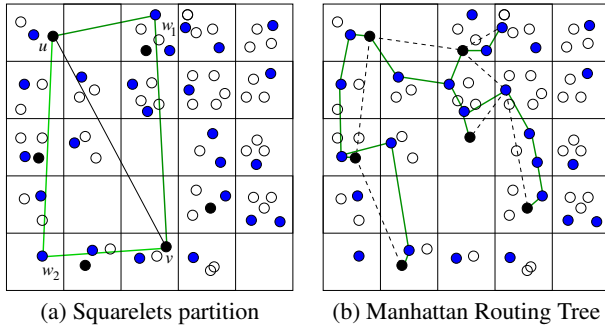 w1
u
w2
v
(a) Squarelets partition
(b) Manhattan Routing Tree